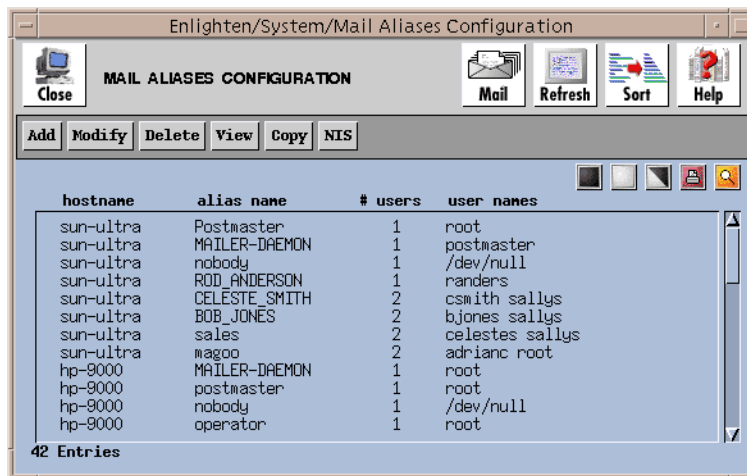 Enlighten/System/Mail Aliases Configuration
Close
MAIL ALIASES CONFIGURATION
Mail Refresh Sort Help
Add Modify Delete View Copy NIS
hostname alias name # users user names
sun-ultra Postmaster 1 root
sun-ultra MAILER-DAEMON 1 postmaster
sun-ultra nobody 1 /dev/null
sun-ultra ROD_ANDERSON 1 randers
sun-ultra CELESTE_SMITH 2 csmith sallys
sun-ultra BOB_JONES 2 bjones sallys
sun-ultra sales 2 celestes sallys
sun-ultra magoo 2 adrianc root
hp-9000 MAILER-DAEMON 1 root
hp-9000 postmaster 1 root
hp-9000 nobody 1 /dev/null
hp-9000 operator 1 root
42 Entries